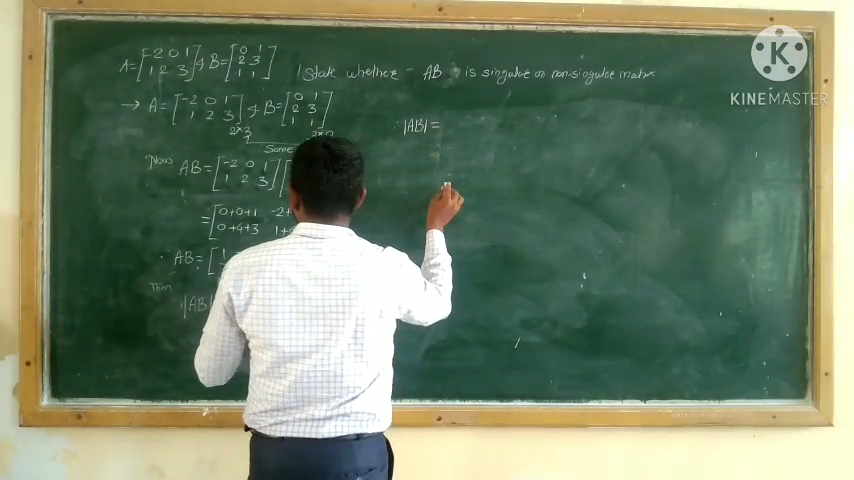 A = [-2 0 1 / 1 2 3] & B = [0 1 / 2 3 / 1 1] State whether AB is singular or non-singular matrix
→ A = [-2 0 1 / 1 2 3] & B = [0 1 / 2 3 / 1 1]
2×3
Same
Now AB = [-2 0 1 / 1 2 3] [
= [0+0+1 -2+ / 0+4+3 1+
∴ AB = [1
Then
|AB|
∴ |AB| =
K
KINEMASTER